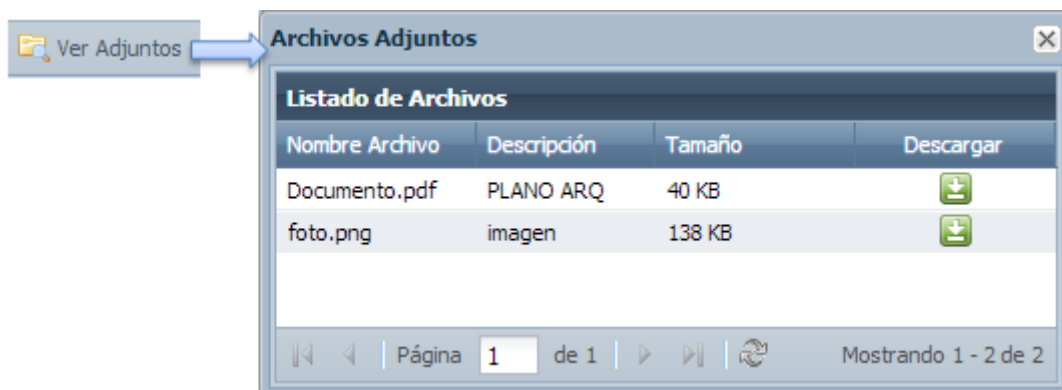 Ver Adjuntos
Archivos Adjuntos
Listado de Archivos
Nombre Archivo Descripción Tamaño Descargar
Documento.pdf PLANO ARQ 40 KB
foto.png imagen 138 KB
Página 1 de 1 Mostrando 1 - 2 de 2